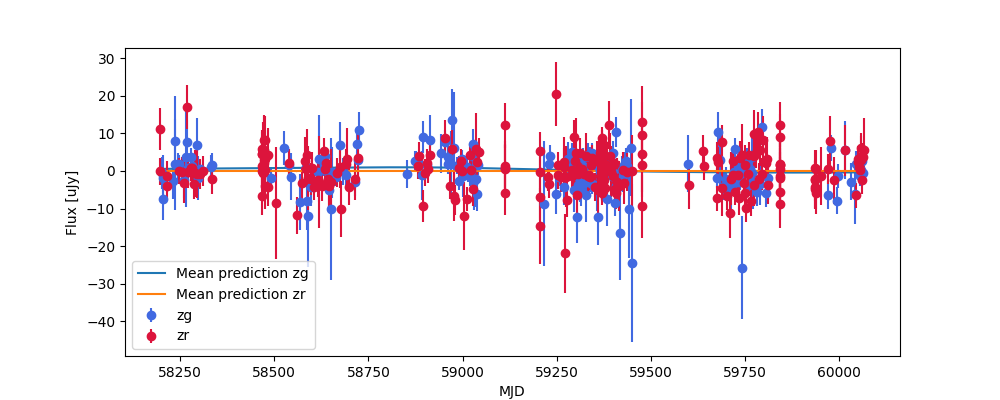 30
20
10
0
−10
−20
−30
−40
Flux [uJy]
58250 58500 58750 59000 59250 59500 59750 60000
MJD
Mean prediction zg
Mean prediction zr
zg
zr